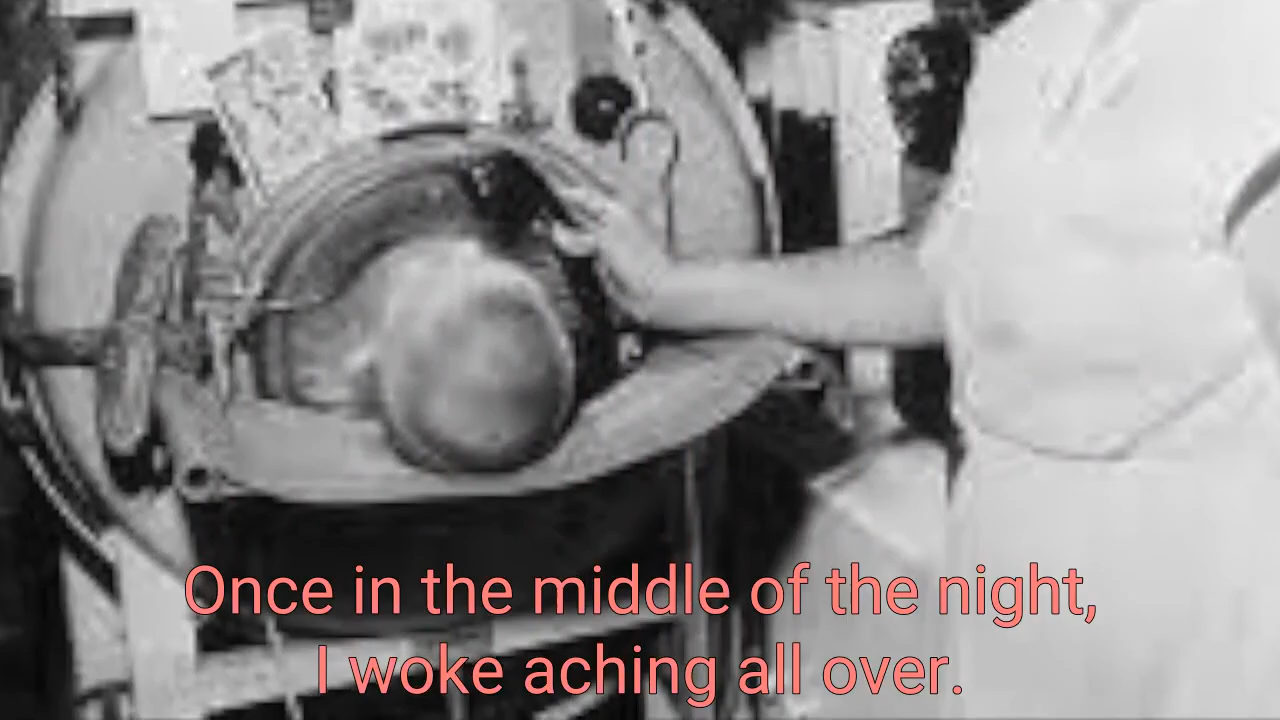 Once in the middle of the night,
I woke aching all over.